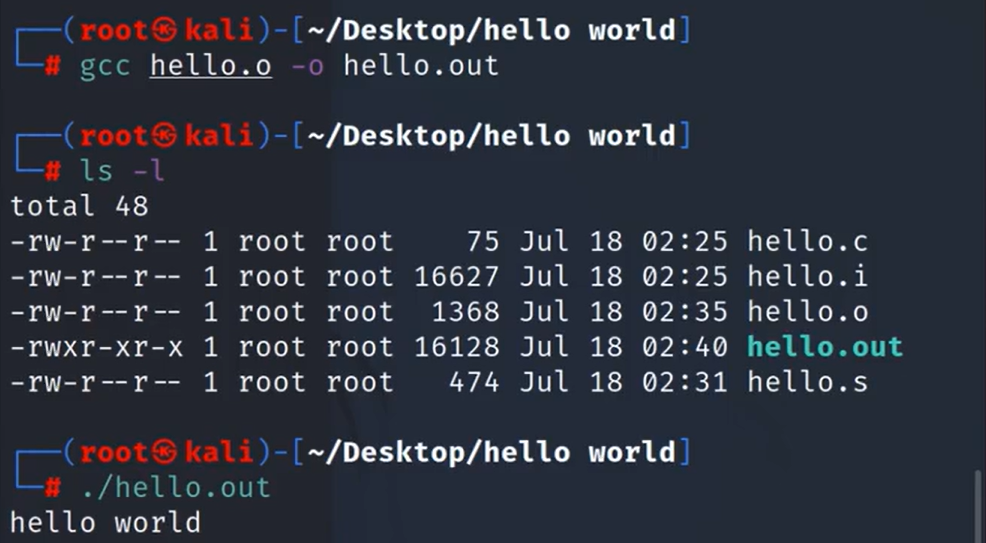 ┌──(root㉿kali)-[~/Desktop/hello world]
└─# gcc hello.o -o hello.out
┌──(root㉿kali)-[~/Desktop/hello world]
└─# ls -l
total 48
-rw-r--r-- 1 root root    75 Jul 18 02:25 hello.c
-rw-r--r-- 1 root root 16627 Jul 18 02:25 hello.i
-rw-r--r-- 1 root root  1368 Jul 18 02:35 hello.o
-rwxr-xr-x 1 root root 16128 Jul 18 02:40 hello.out
-rw-r--r-- 1 root root   474 Jul 18 02:31 hello.s
┌──(root㉿kali)-[~/Desktop/hello world]
└─# ./hello.out
hello world